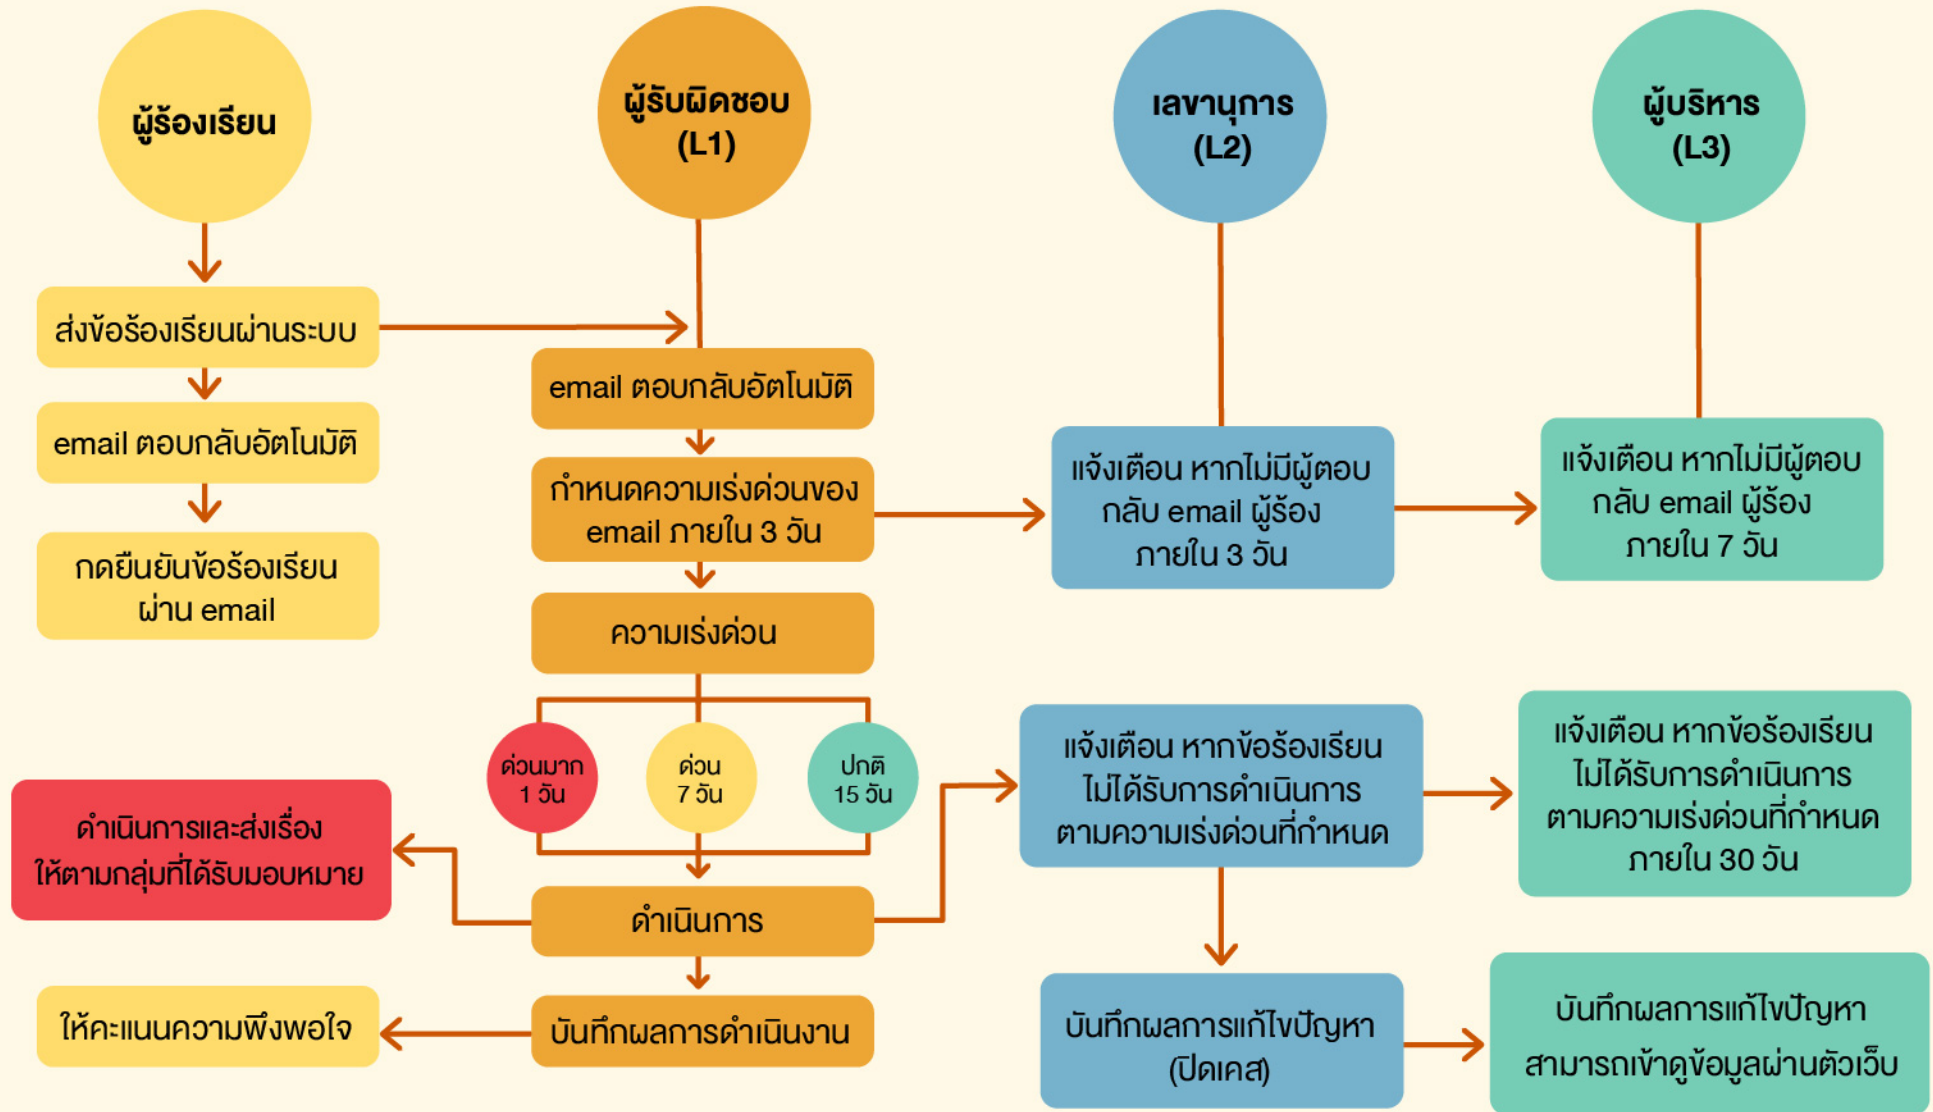 ผู้ร้องเรียน
ผู้รับผิดชอบ
(L1)
เลขานุการ
(L2)
ผู้บริหาร
(L3)
ส่งข้อร้องเรียนผ่านระบบ
email ตอบกลับอัตโนมัติ
กดยืนยันข้อร้องเรียน
ผ่าน email
email ตอบกลับอัตโนมัติ
กำหนดความเร่งด่วนของ
email ภายใน 3 วัน
แจ้งเตือน หากไม่มีผู้ตอบ
กลับ email ผู้ร้อง
ภายใน 3 วัน
แจ้งเตือน หากไม่มีผู้ตอบ
กลับ email ผู้ร้อง
ภายใน 7 วัน
ความเร่งด่วน
ด่วนมาก
1 วัน
ด่วน
7 วัน
ปกติ
15 วัน
ดำเนินการและส่งเรื่อง
ให้ตามกลุ่มที่ได้รับมอบหมาย
ดำเนินการ
แจ้งเตือน หากข้อร้องเรียน
ไม่ได้รับการดำเนินการ
ตามความเร่งด่วนที่กำหนด
แจ้งเตือน หากข้อร้องเรียน
ไม่ได้รับการดำเนินการ
ตามความเร่งด่วนที่กำหนด
ภายใน 30 วัน
ให้คะแนนความพึงพอใจ
บันทึกผลการดำเนินงาน
บันทึกผลการแก้ไขปัญหา
(ปิดเคส)
บันทึกผลการแก้ไขปัญหา
สามารถเข้าดูข้อมูลผ่านตัวเว็บ